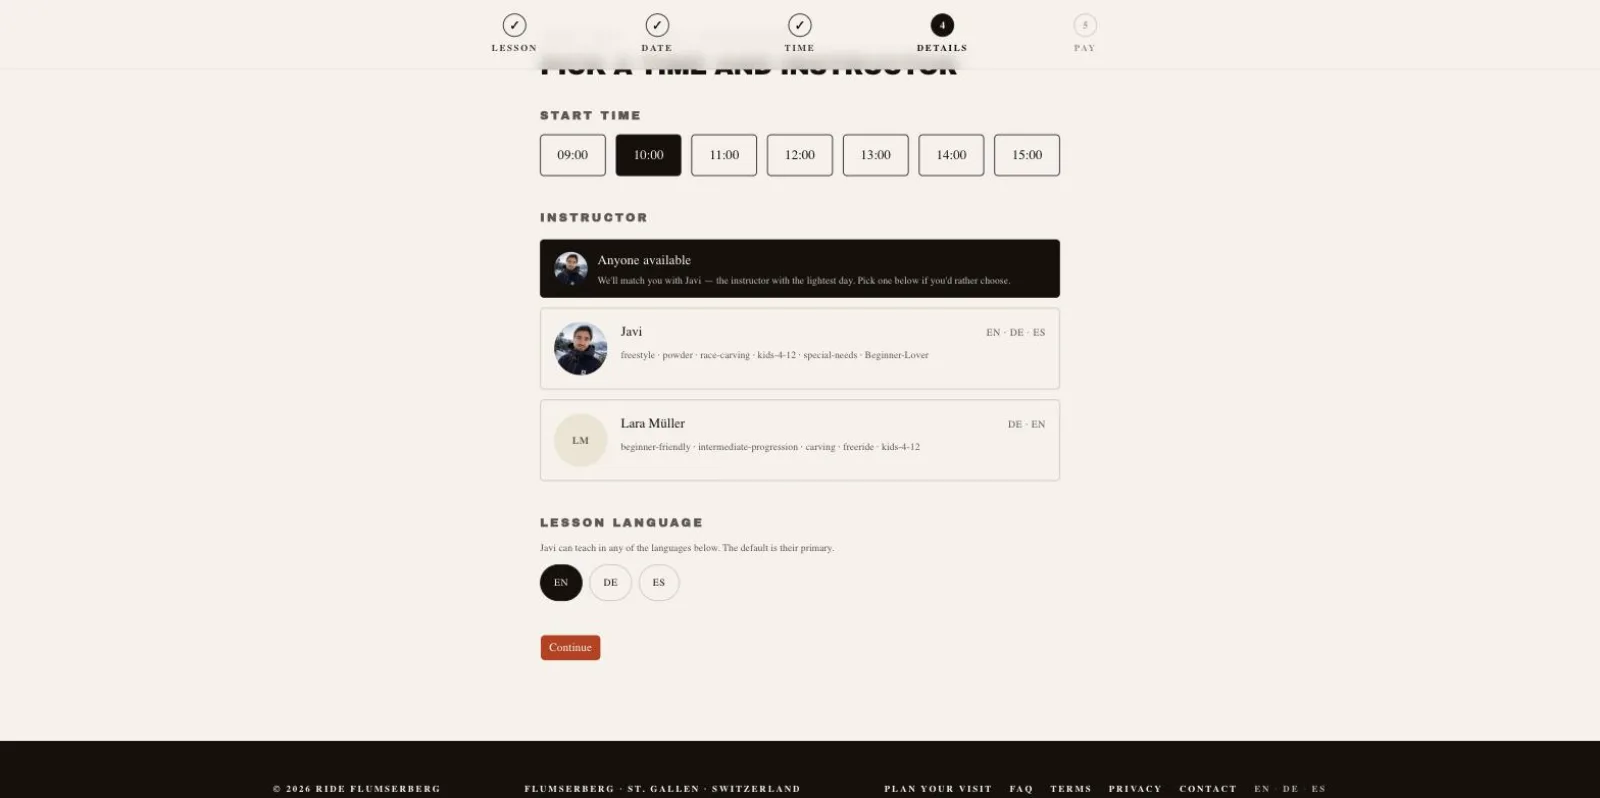 ✓ ✓ ✓ 4 5
LESSON DATE TIME DETAILS PAY
PICK A TIME AND INSTRUCTOR
START TIME
09:00 10:00 11:00 12:00 13:00 14:00 15:00
INSTRUCTOR
Anyone available
We'll match you with Javi — the instructor with the lightest day. Pick one below if you'd rather choose.
Javi EN · DE · ES
freestyle · powder · race-carving · kids-4-12 · special-needs · Beginner-Lover
LM
Lara Müller DE · EN
beginner-friendly · intermediate-progression · carving · freeride · kids-4-12
LESSON LANGUAGE
Javi can teach in any of the languages below. The default is their primary.
EN DE ES
Continue
© 2026 RIDE FLUMSERBERG FLUMSERBERG · ST. GALLEN · SWITZERLAND PLAN YOUR VISIT FAQ TERMS PRIVACY CONTACT EN · DE · ES